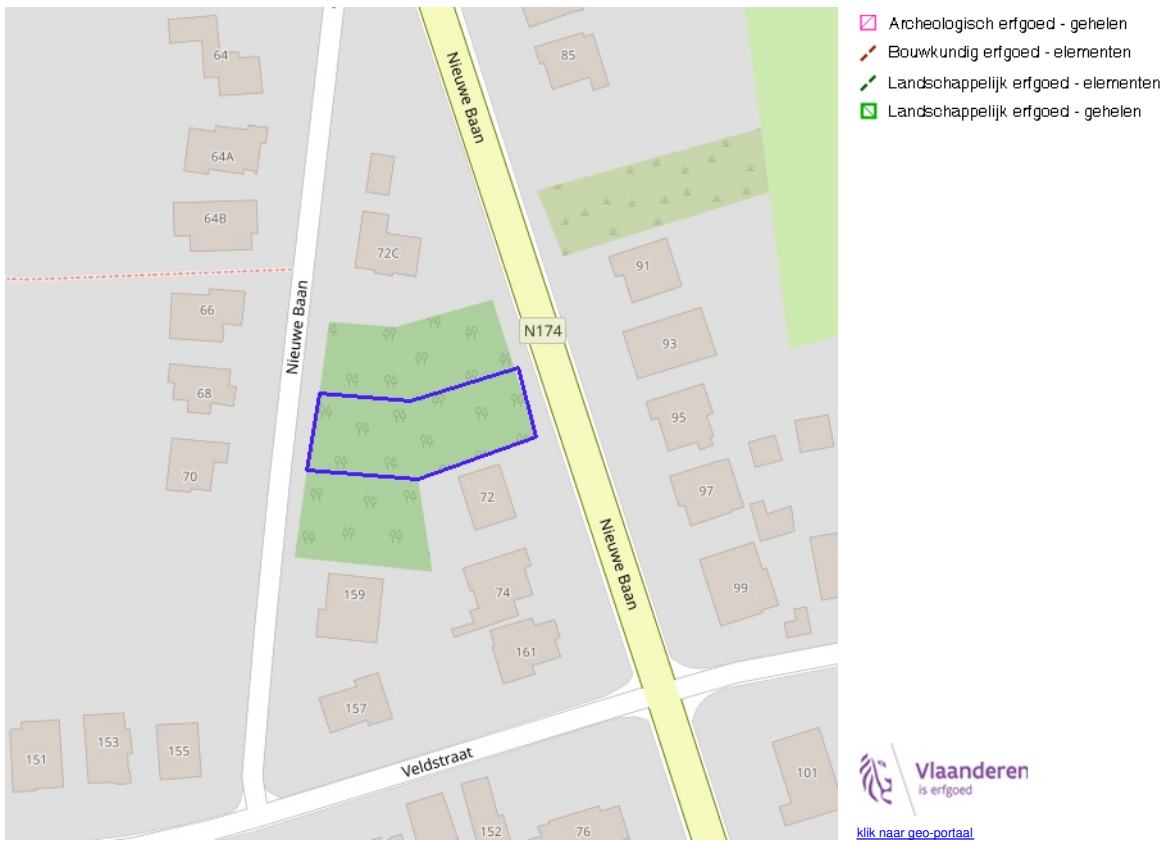 Archeologisch erfgoed - gehelen
Bouwkundig erfgoed - elementen
Landschappelijk erfgoed - elementen
Landschappelijk erfgoed - gehelen
64
85
Nieuwe Baan
64A
64B
72C
91
Nieuwe Baan
66
N174
93
68
95
70
72
97
Nieuwe Baan
159
74
99
161
157
151
153
155
Veldstraat
101
152
76
Vlaanderen
is erfgoed
klik naar geo-portaal